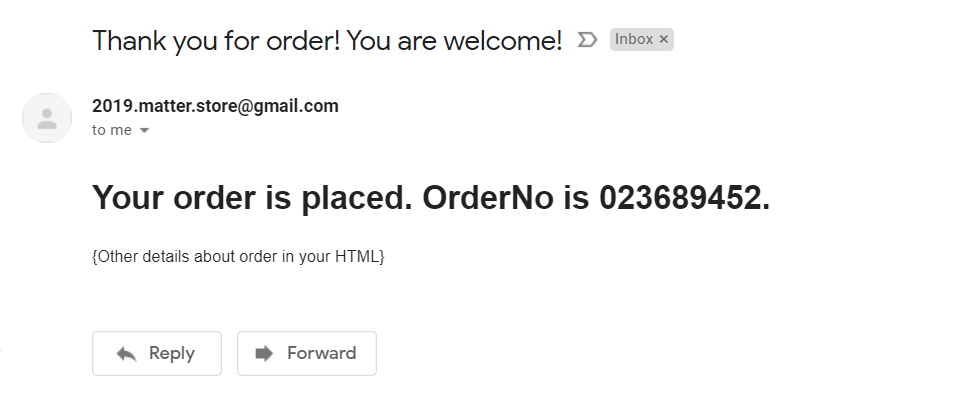 Thank you for order! You are welcome! Inbox ×
2019.matter.store@gmail.com
to me
Your order is placed. OrderNo is 023689452.
{Other details about order in your HTML}
Reply Forward